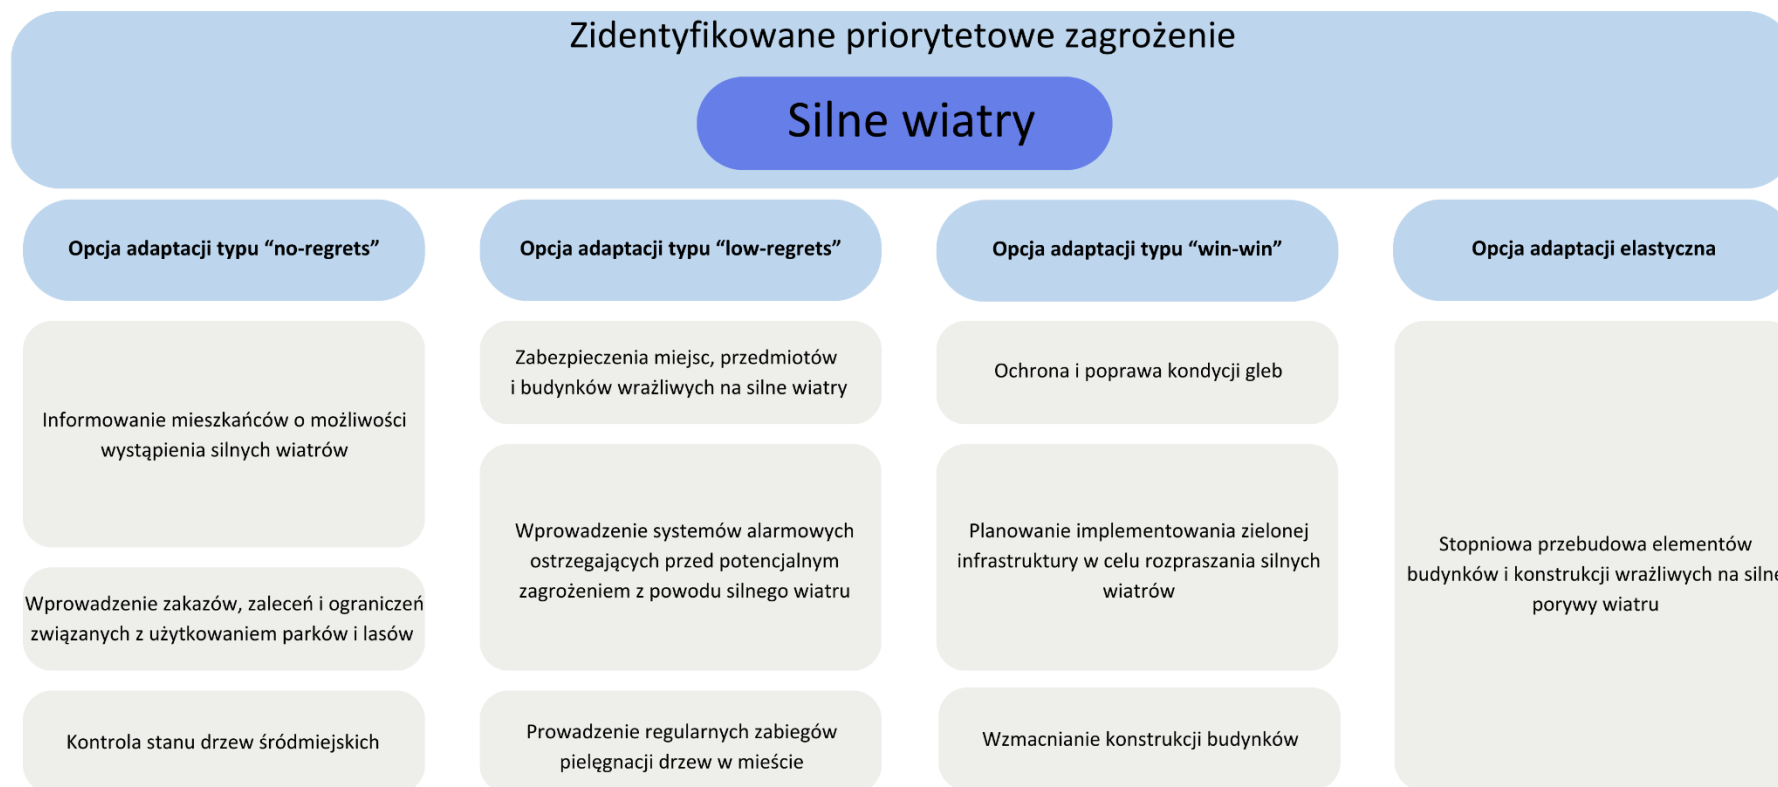 Zidentyfikowane priorytetowe zagrożenie
Silne wiatry
Opcja adaptacji typu “no-regrets”
Informowanie mieszkańców o możliwości
wystąpienia silnych wiatrów
Wprowadzenie zakazów, zaleceń i ograniczeń
związanych z użytkowaniem parków i lasów
Kontrola stanu drzew śródmiejskich
Opcja adaptacji typu “low-regrets”
Zabezpieczenia miejsc, przedmiotów
i budynków wrażliwych na silne wiatry
Wprowadzenie systemów alarmowych
ostrzegających przed potencjalnym
zagrożeniem z powodu silnego wiatru
Prowadzenie regularnych zabiegów
pielęgnacji drzew w mieście
Opcja adaptacji typu “win-win”
Ochrona i poprawa kondycji gleb
Planowanie implementowania zielonej
infrastruktury w celu rozpraszania silnych
wiatrów
Wzmacnianie konstrukcji budynków
Opcja adaptacji elastyczna
Stopniowa przebudowa elementów
budynków i konstrukcji wrażliwych na silne
porywy wiatru